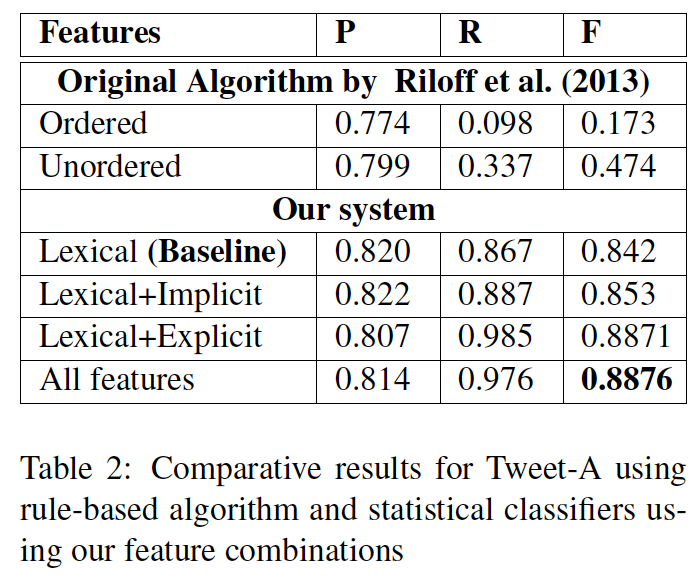 Features P R F
Original Algorithm by Riloff et al. (2013)
Ordered 0.774 0.098 0.173
Unordered 0.799 0.337 0.474
Our system
Lexical (Baseline) 0.820 0.867 0.842
Lexical+Implicit 0.822 0.887 0.853
Lexical+Explicit 0.807 0.985 0.8871
All features 0.814 0.976 0.8876
Table 2: Comparative results for Tweet-A using
rule-based algorithm and statistical classifiers us-
ing our feature combinations